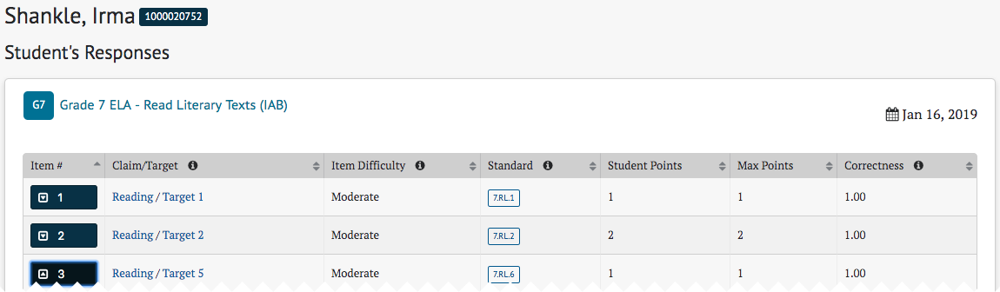 Shankle, Irma 1000020752
Student's Responses
G7 Grade 7 ELA - Read Literary Texts (IAB)
Jan 16, 2019
Item # Claim/Target Item Difficulty Standard Student Points Max Points Correctness
1 Reading / Target 1 Moderate 7.RL.1 1 1 1.00
2 Reading / Target 2 Moderate 7.RL.2 2 2 1.00
3 Reading / Target 5 Moderate 7.RL.6 1 1 1.00